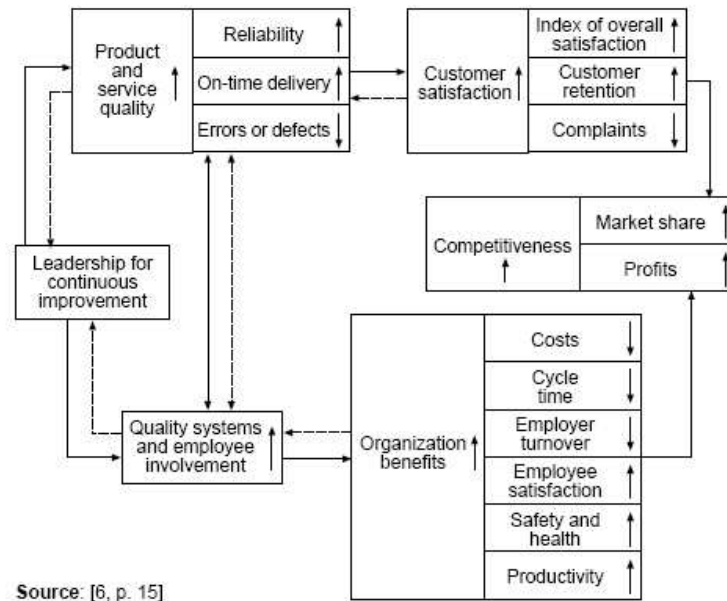 Product
and
service
quality
Reliability
On-time delivery
Errors or defects
Customer
satisfaction
Index of overall
satisfaction
Customer
retention
Complaints
Competitiveness
Market share
Profits
Leadership for
continuous
improvement
Quality systems
and employee
involvement
Organization
benefits
Costs
Cycle
time
Employer
turnover
Employee
satisfaction
Safety and
health
Productivity
Source: [6, p. 15]